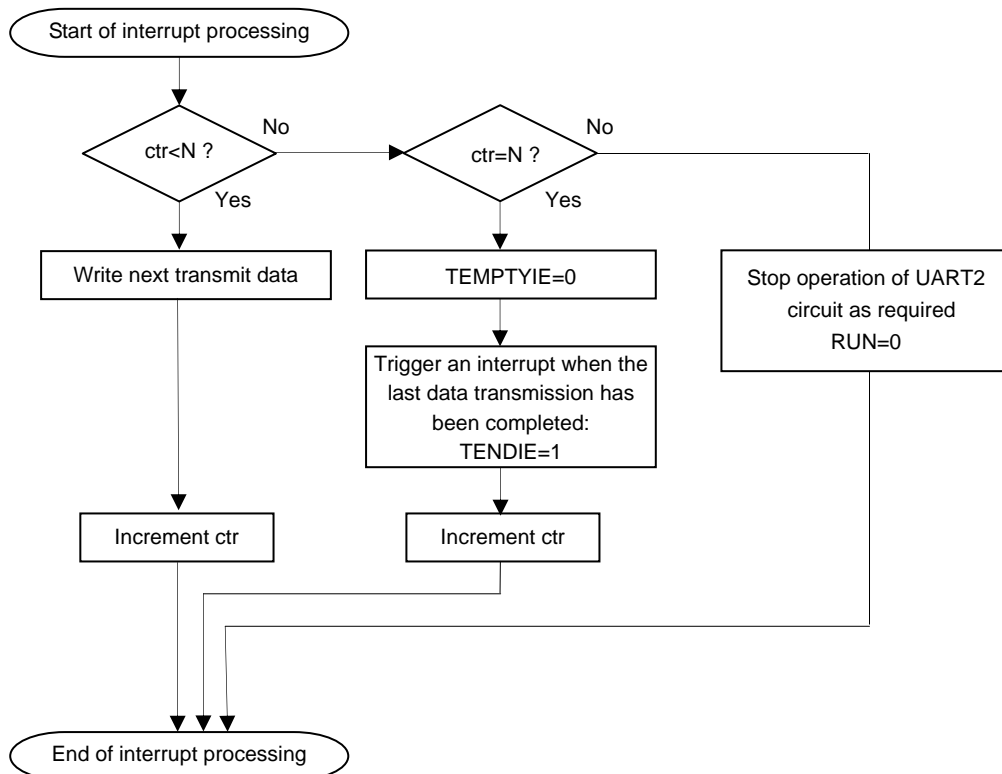 Start of interrupt processing
ctr<N ?
No
Yes
ctr=N ?
No
Yes
Write next transmit data
TEMPTYIE=0
Stop operation of UART2
circuit as required
RUN=0
Trigger an interrupt when the
last data transmission has
been completed:
TENDIE=1
Increment ctr
Increment ctr
End of interrupt processing